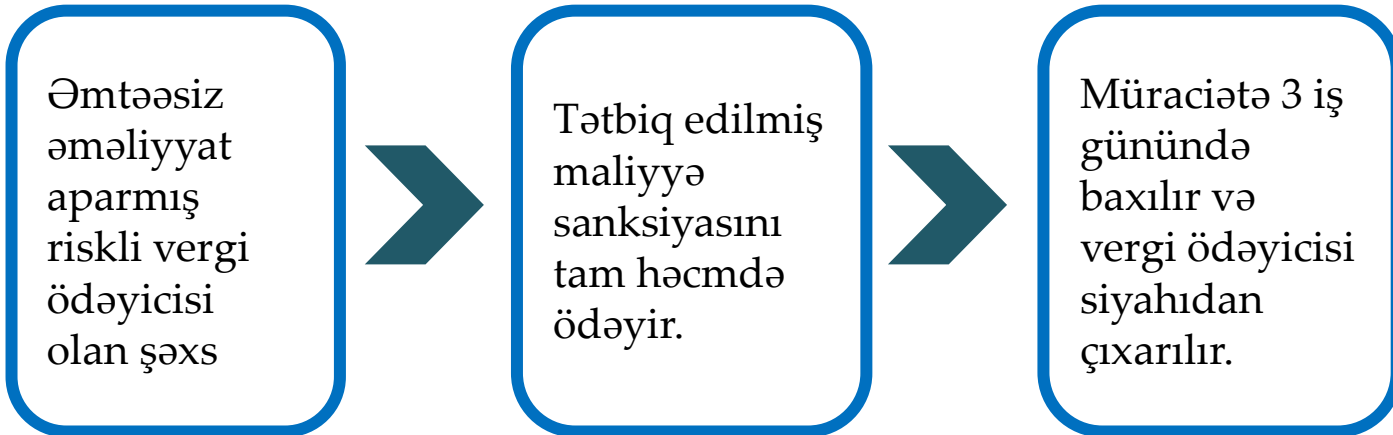 Əmtəəsiz
əməliyyat
aparmış
riskli vergi
ödəyicisi
olan şəxs
Tətbiq edilmiş
maliyyə
sanksiyasını
tam həcmdə
ödəyir.
Müraciətə 3 iş
günündə
baxılır və
vergi ödəyicisi
siyahıdan
çıxarılır.